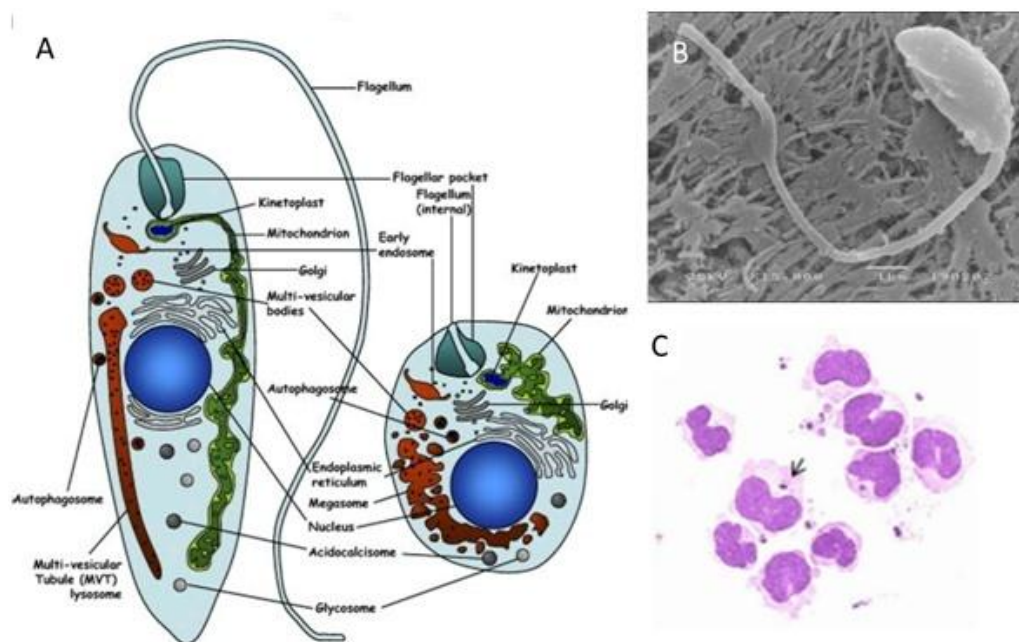 A
Flagellum
Flagellar pocket
Flagellum
(internal)
Kinetoplast
Mitochondrion
Early
endosome
Kinetoplast
Golgi
Multi-vesicular
bodies
Mitochondrion
Autophagosome
Golgi
Endoplasmic
reticulum
Megasome
Autophagosome
Nucleus
Acidocalcisome
Multi-vesicular
Tubule (MVT)
lysosome
Glycosome
B
C